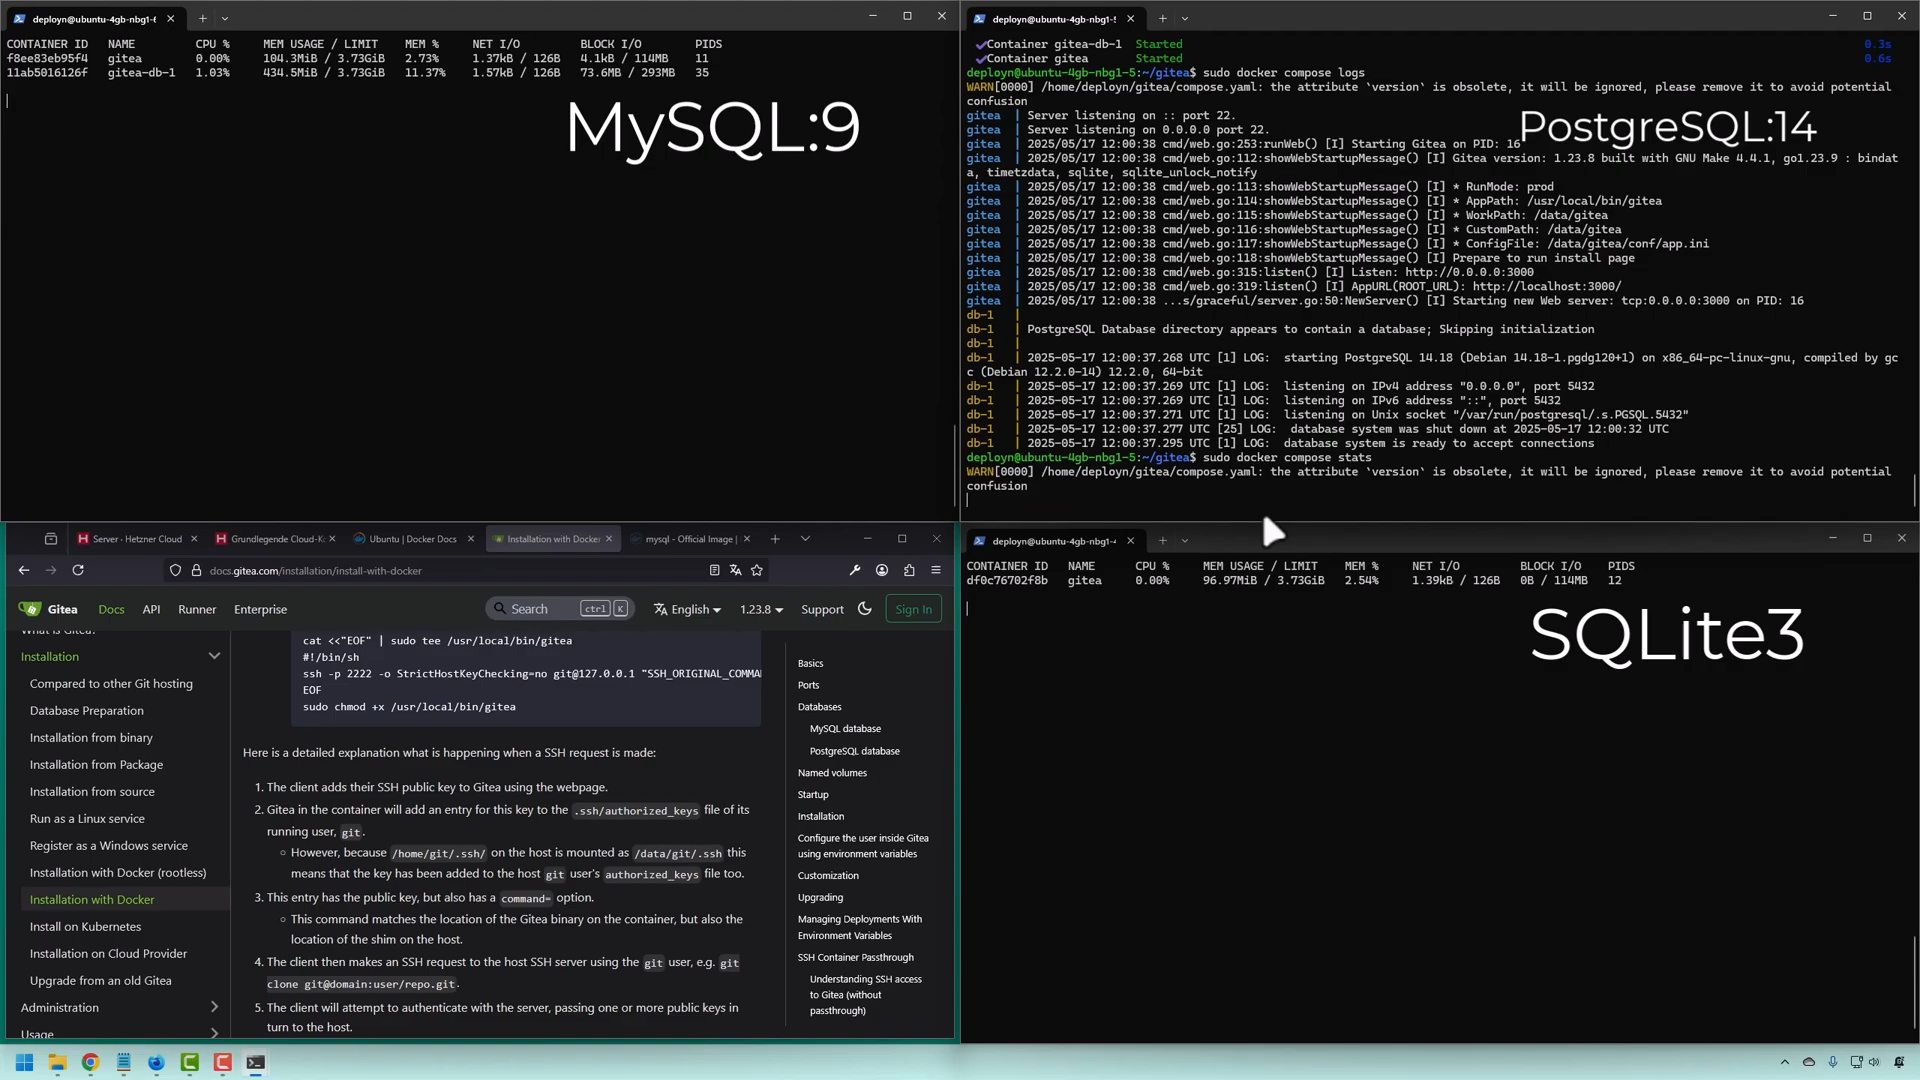 deployn@ubuntu-4gb-nbg1-6
CONTAINER ID NAME CPU % MEM USAGE / LIMIT MEM % NET I/O BLOCK I/O PIDS
f8ee83eb95f4 gitea 0.00% 104.3MiB / 3.73GiB 2.73% 1.37kB / 126B 4.1kB / 114MB 11
11ab5016126f gitea-db-1 1.03% 434.5MiB / 3.73GiB 11.37% 1.57kB / 126B 73.6MB / 293MB 35
MySQL:9
deployn@ubuntu-4gb-nbg1-5
Container gitea-db-1 Started 0.3s
Container gitea Started 0.6s
deployn@ubuntu-4gb-nbg1-5:~/gitea$ sudo docker compose logs
WARN[0000] /home/deployn/gitea/compose.yaml: the attribute `version` is obsolete, it will be ignored, please remove it to avoid potential
confusion
gitea | Server listening on :: port 22.
gitea | Server listening on 0.0.0.0 port 22.
PostgreSQL:14
gitea | 2025/05/17 12:00:38 cmd/web.go:253:runWeb() [I] Starting Gitea on PID: 16
gitea | 2025/05/17 12:00:38 cmd/web.go:112:showWebStartupMessage() [I] Gitea version: 1.23.8 built with GNU Make 4.4.1, go1.23.9 : bindat
a, timetzdata, sqlite, sqlite_unlock_notify
gitea | 2025/05/17 12:00:38 cmd/web.go:113:showWebStartupMessage() [I] * RunMode: prod
gitea | 2025/05/17 12:00:38 cmd/web.go:114:showWebStartupMessage() [I] * AppPath: /usr/local/bin/gitea
gitea | 2025/05/17 12:00:38 cmd/web.go:115:showWebStartupMessage() [I] * WorkPath: /data/gitea
gitea | 2025/05/17 12:00:38 cmd/web.go:116:showWebStartupMessage() [I] * CustomPath: /data/gitea
gitea | 2025/05/17 12:00:38 cmd/web.go:117:showWebStartupMessage() [I] * ConfigFile: /data/gitea/conf/app.ini
gitea | 2025/05/17 12:00:38 cmd/web.go:118:showWebStartupMessage() [I] Prepare to run install page
gitea | 2025/05/17 12:00:38 cmd/web.go:315:listen() [I] Listen: http://0.0.0.0:3000
gitea | 2025/05/17 12:00:38 cmd/web.go:319:listen() [I] AppURL(ROOT_URL): http://localhost:3000/
gitea | 2025/05/17 12:00:38 ...s/graceful/server.go:50:NewServer() [I] Starting new Web server: tcp:0.0.0.0:3000 on PID: 16
db-1 |
db-1 | PostgreSQL Database directory appears to contain a database; Skipping initialization
db-1 |
db-1 | 2025-05-17 12:00:37.268 UTC [1] LOG: starting PostgreSQL 14.18 (Debian 14.18-1.pgdg120+1) on x86_64-pc-linux-gnu, compiled by gc
c (Debian 12.2.0-14) 12.2.0, 64-bit
db-1 | 2025-05-17 12:00:37.269 UTC [1] LOG: listening on IPv4 address "0.0.0.0", port 5432
db-1 | 2025-05-17 12:00:37.269 UTC [1] LOG: listening on IPv6 address "::", port 5432
db-1 | 2025-05-17 12:00:37.271 UTC [1] LOG: listening on Unix socket "/var/run/postgresql/.s.PGSQL.5432"
db-1 | 2025-05-17 12:00:37.277 UTC [25] LOG: database system was shut down at 2025-05-17 12:00:32 UTC
db-1 | 2025-05-17 12:00:37.295 UTC [1] LOG: database system is ready to accept connections
deployn@ubuntu-4gb-nbg1-5:~/gitea$ sudo docker compose stats
WARN[0000] /home/deployn/gitea/compose.yaml: the attribute `version` is obsolete, it will be ignored, please remove it to avoid potential
confusion
Server · Hetzner Cloud
Grundlegende Cloud-Ko
Ubuntu | Docker Docs
Installation with Docker
mysql - Official Image |
docs.gitea.com/installation/install-with-docker
Gitea Docs API Runner Enterprise Search ctrl K English 1.23.8 Support Sign In
What is Gitea?
Installation
Compared to other Git hosting
Database Preparation
Installation from binary
Installation from Package
Installation from source
Run as a Linux service
Register as a Windows service
Installation with Docker (rootless)
Installation with Docker
Install on Kubernetes
Installation on Cloud Provider
Upgrade from an old Gitea
Administration
Usage
cat <<"EOF" | sudo tee /usr/local/bin/gitea
#!/bin/sh
ssh -p 2222 -o StrictHostKeyChecking=no git@127.0.0.1 "SSH_ORIGINAL_COMMA
EOF
sudo chmod +x /usr/local/bin/gitea
Here is a detailed explanation what is happening when a SSH request is made:
1. The client adds their SSH public key to Gitea using the webpage.
2. Gitea in the container will add an entry for this key to the .ssh/authorized_keys file of its
running user, git.
However, because /home/git/.ssh/ on the host is mounted as /data/git/.ssh this
means that the key has been added to the host git user's authorized_keys file too.
3. This entry has the public key, but also has a command= option.
This command matches the location of the Gitea binary on the container, but also the
location of the shim on the host.
4. The client then makes an SSH request to the host SSH server using the git user, e.g. git
clone git@domain:user/repo.git.
5. The client will attempt to authenticate with the server, passing one or more public keys in
turn to the host.
Basics
Ports
Databases
MySQL database
PostgreSQL database
Named volumes
Startup
Installation
Configure the user inside Gitea
using environment variables
Customization
Upgrading
Managing Deployments With
Environment Variables
SSH Container Passthrough
Understanding SSH access
to Gitea (without
passthrough)
deployn@ubuntu-4gb-nbg1-4
CONTAINER ID NAME CPU % MEM USAGE / LIMIT MEM % NET I/O BLOCK I/O PIDS
df0c76702f8b gitea 0.00% 96.97MiB / 3.73GiB 2.54% 1.39kB / 126B 0B / 114MB 12
SQLite3